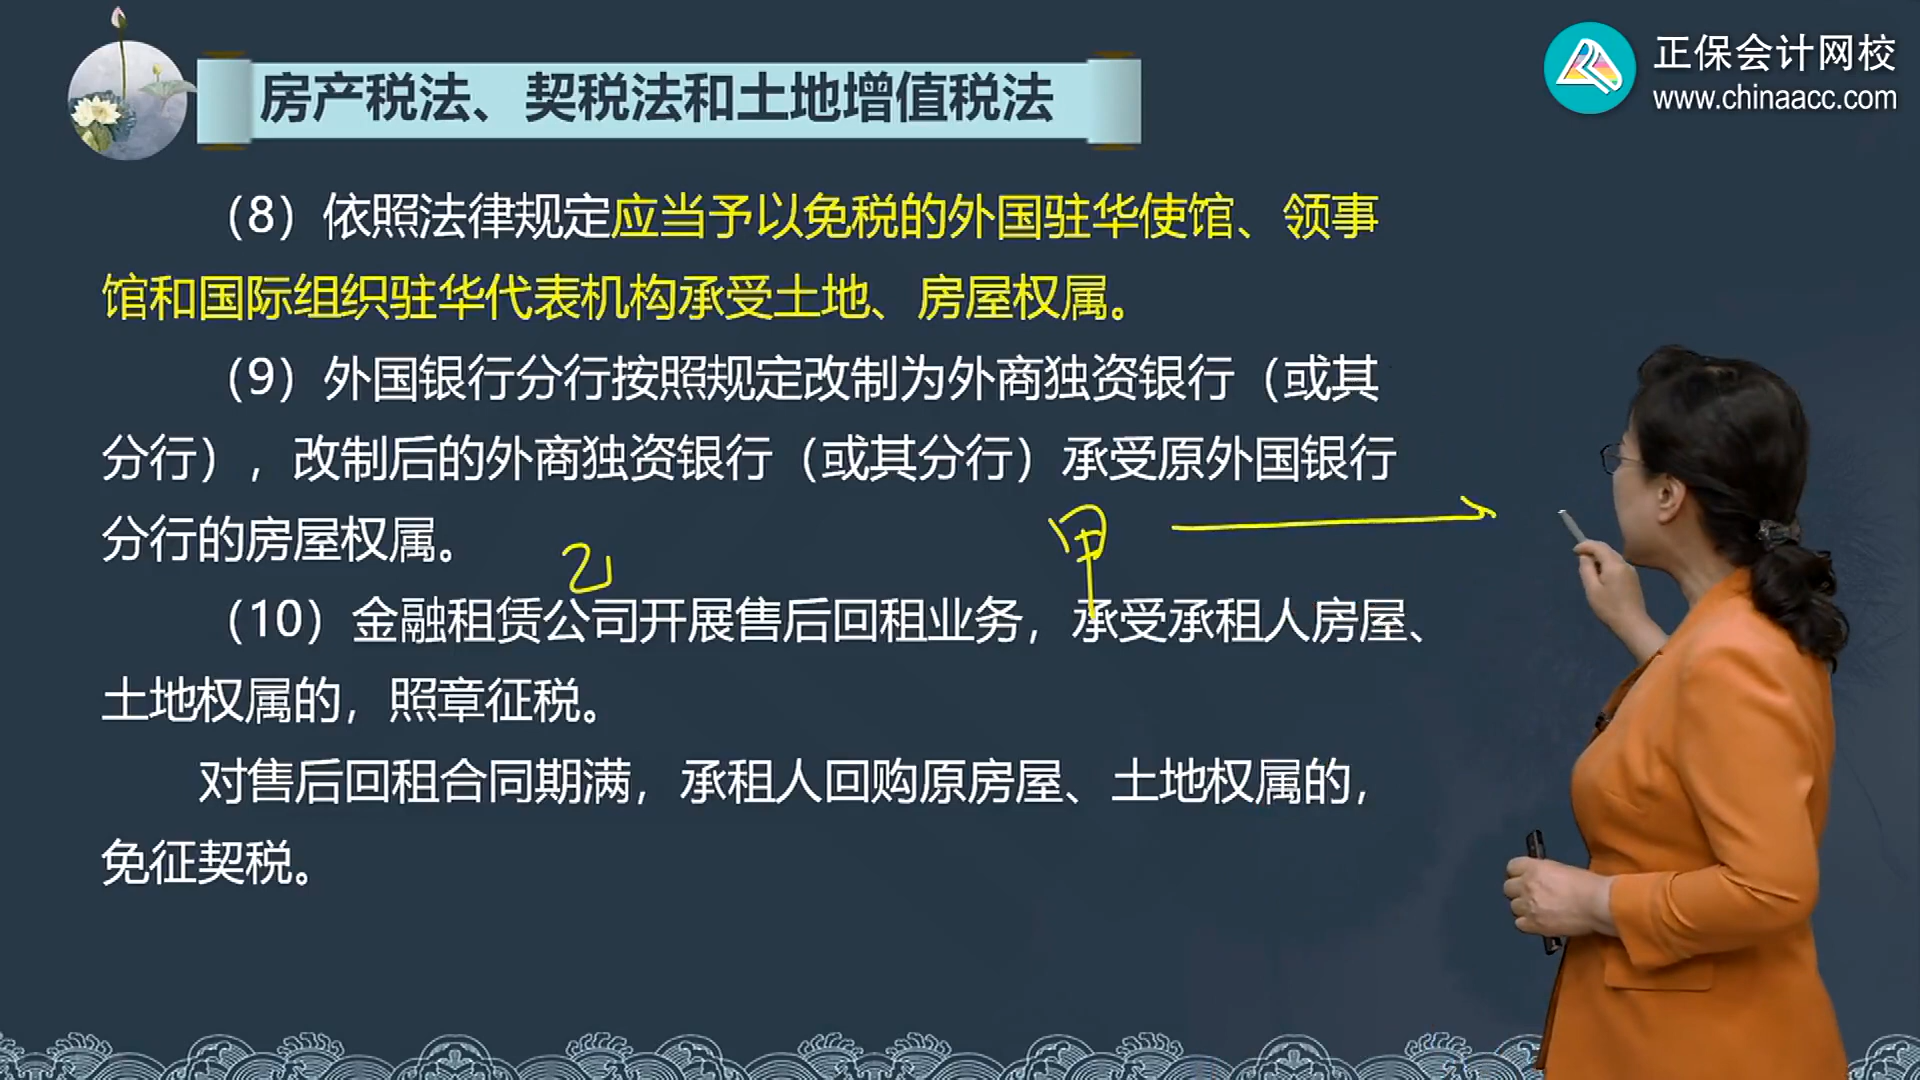 房产税法、契税法和土地增值税法
正保会计网校
www.chinaacc.com
（8）依照法律规定应当予以免税的外国驻华使馆、领事
馆和国际组织驻华代表机构承受土地、房屋权属。
（9）外国银行分行按照规定改制为外商独资银行（或其
分行），改制后的外商独资银行（或其分行）承受原外国银行
分行的房屋权属。
乙
甲
（10）金融租赁公司开展售后回租业务，承受承租人房屋、
土地权属的，照章征税。
对售后回租合同期满，承租人回购原房屋、土地权属的，
免征契税。